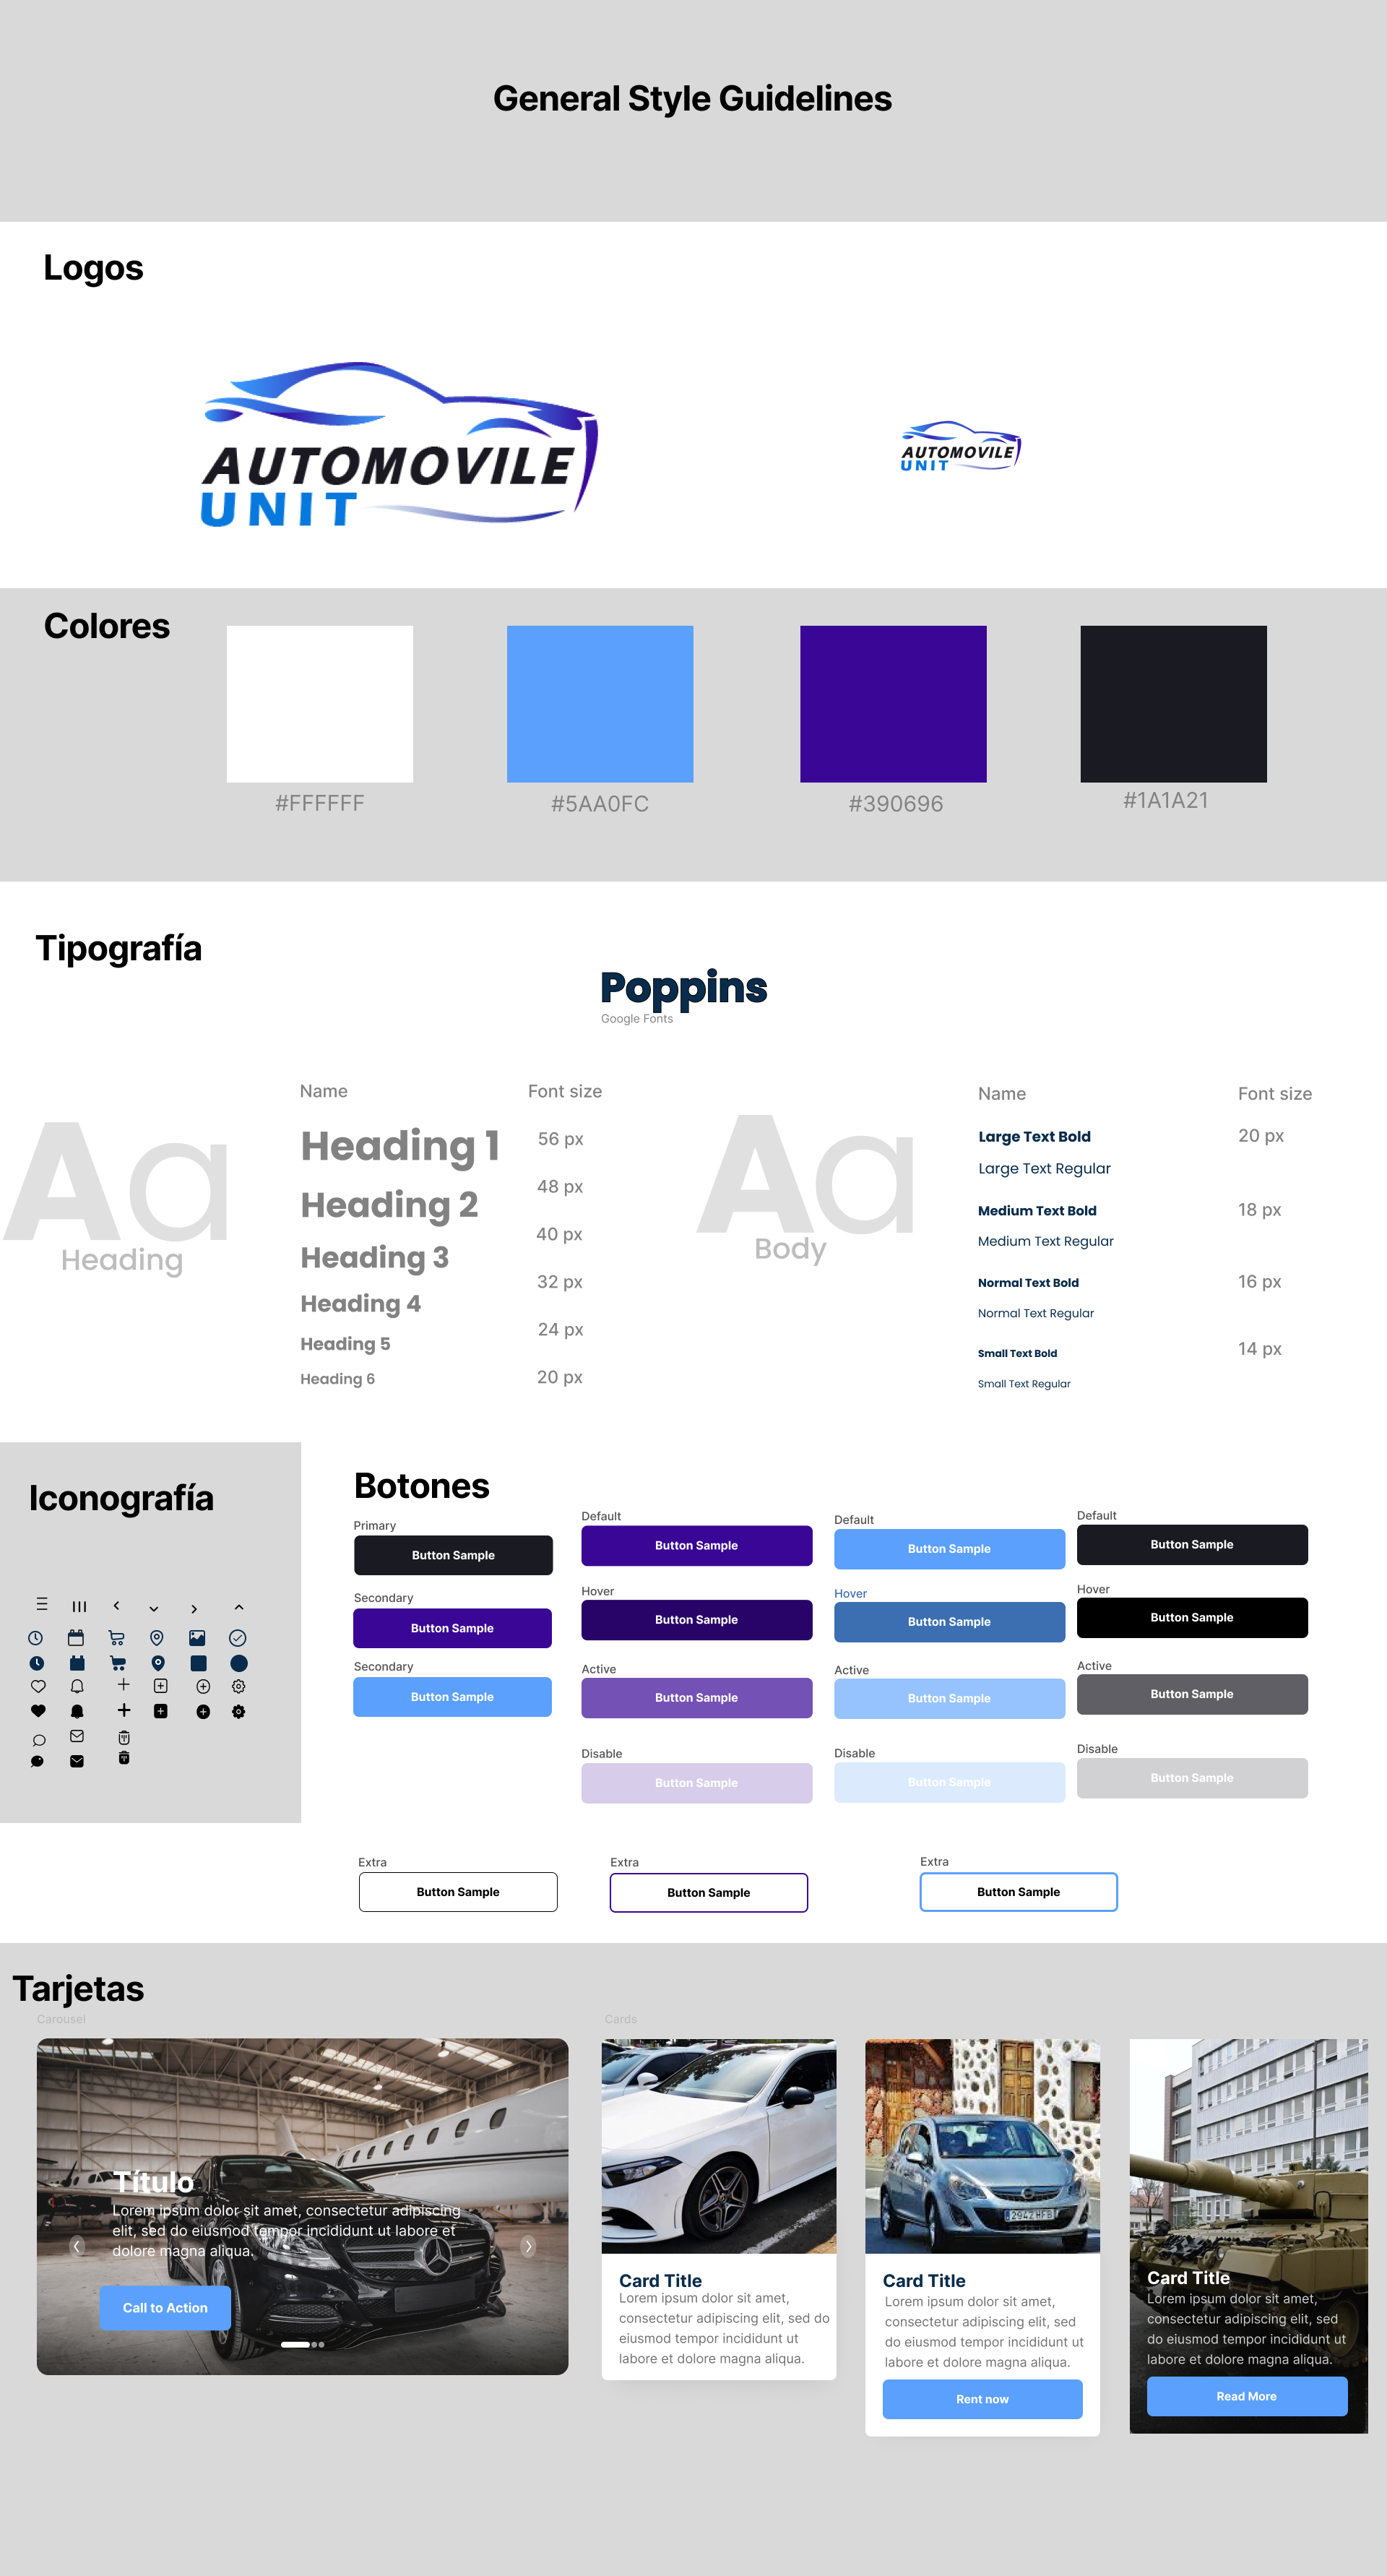 General Style Guidelines
Logos
AUTOMOVILE
UNIT
AUTOMOVILE
UNIT
Colores
#FFFFFF
#5AA0FC
#390696
#1A1A21
Tipografía
Poppins
Google Fonts
Aa
Heading
Name
Font size
Heading 1
56 px
Heading 2
48 px
Heading 3
40 px
Heading 4
32 px
Heading 5
24 px
Heading 6
20 px
Aa
Body
Name
Font size
Large Text Bold
20 px
Large Text Regular
Medium Text Bold
18 px
Medium Text Regular
Normal Text Bold
16 px
Normal Text Regular
Small Text Bold
14 px
Small Text Regular
Iconografía
Botones
Primary
Button Sample
Secondary
Button Sample
Secondary
Button Sample
Default
Button Sample
Hover
Button Sample
Active
Button Sample
Disable
Button Sample
Default
Button Sample
Hover
Button Sample
Active
Button Sample
Disable
Button Sample
Default
Button Sample
Hover
Button Sample
Active
Button Sample
Disable
Button Sample
Extra
Button Sample
Extra
Button Sample
Extra
Button Sample
Tarjetas
Carousel
Título
Lorem ipsum dolor sit amet, consectetur adipiscing
elit, sed do eiusmod tempor incididunt ut labore et
dolore magna aliqua.
Call to Action
Cards
Card Title
Lorem ipsum dolor sit amet,
consectetur adipiscing elit, sed do
eiusmod tempor incididunt ut
labore et dolore magna aliqua.
2942HFB
Card Title
Lorem ipsum dolor sit amet,
consectetur adipiscing elit, sed
do eiusmod tempor incididunt ut
labore et dolore magna aliqua.
Rent now
Card Title
Lorem ipsum dolor sit amet,
consectetur adipiscing elit, sed
do eiusmod tempor incididunt ut
labore et dolore magna aliqua.
Read More